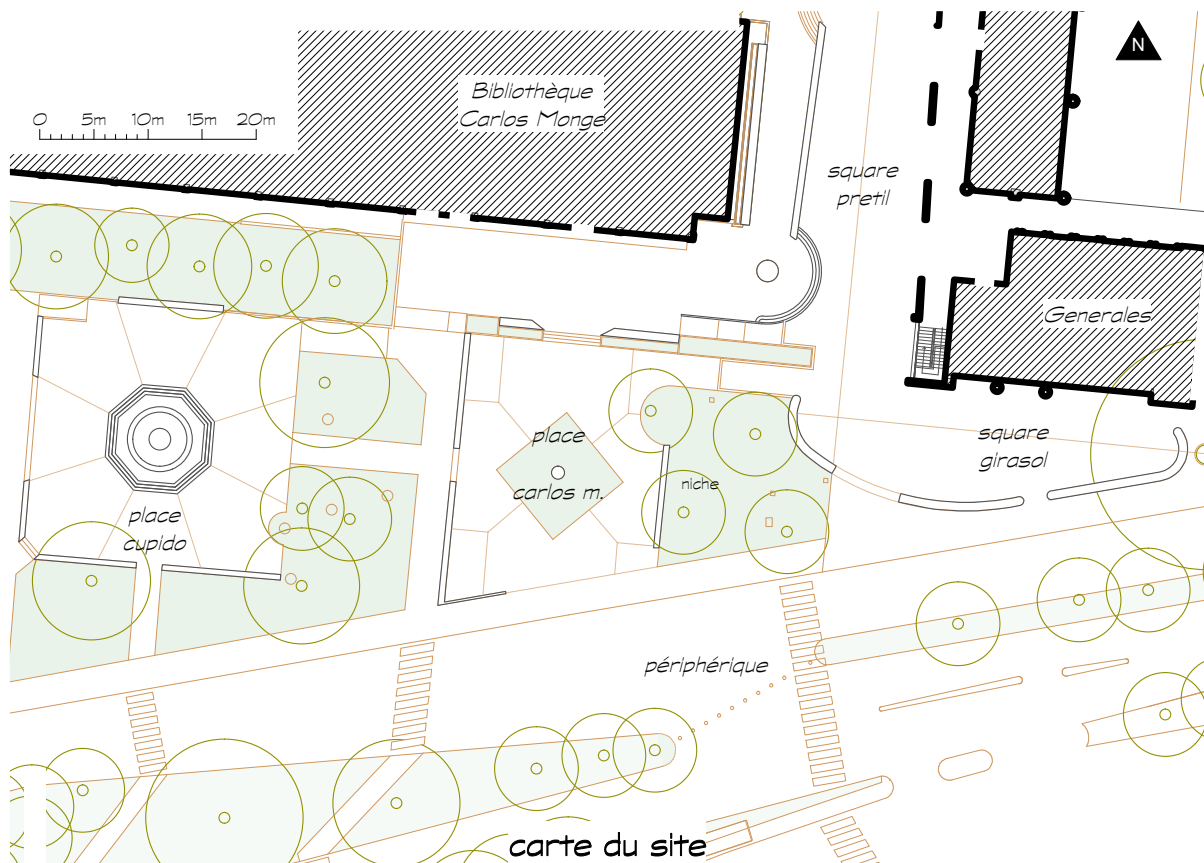 N
Bibliothèque
Carlos Monge
0 5m 10m 15m 20m
square
pretil
Generales
place
carlos m.
niche
square
girasol
place
cupido
périphérique
carte du site